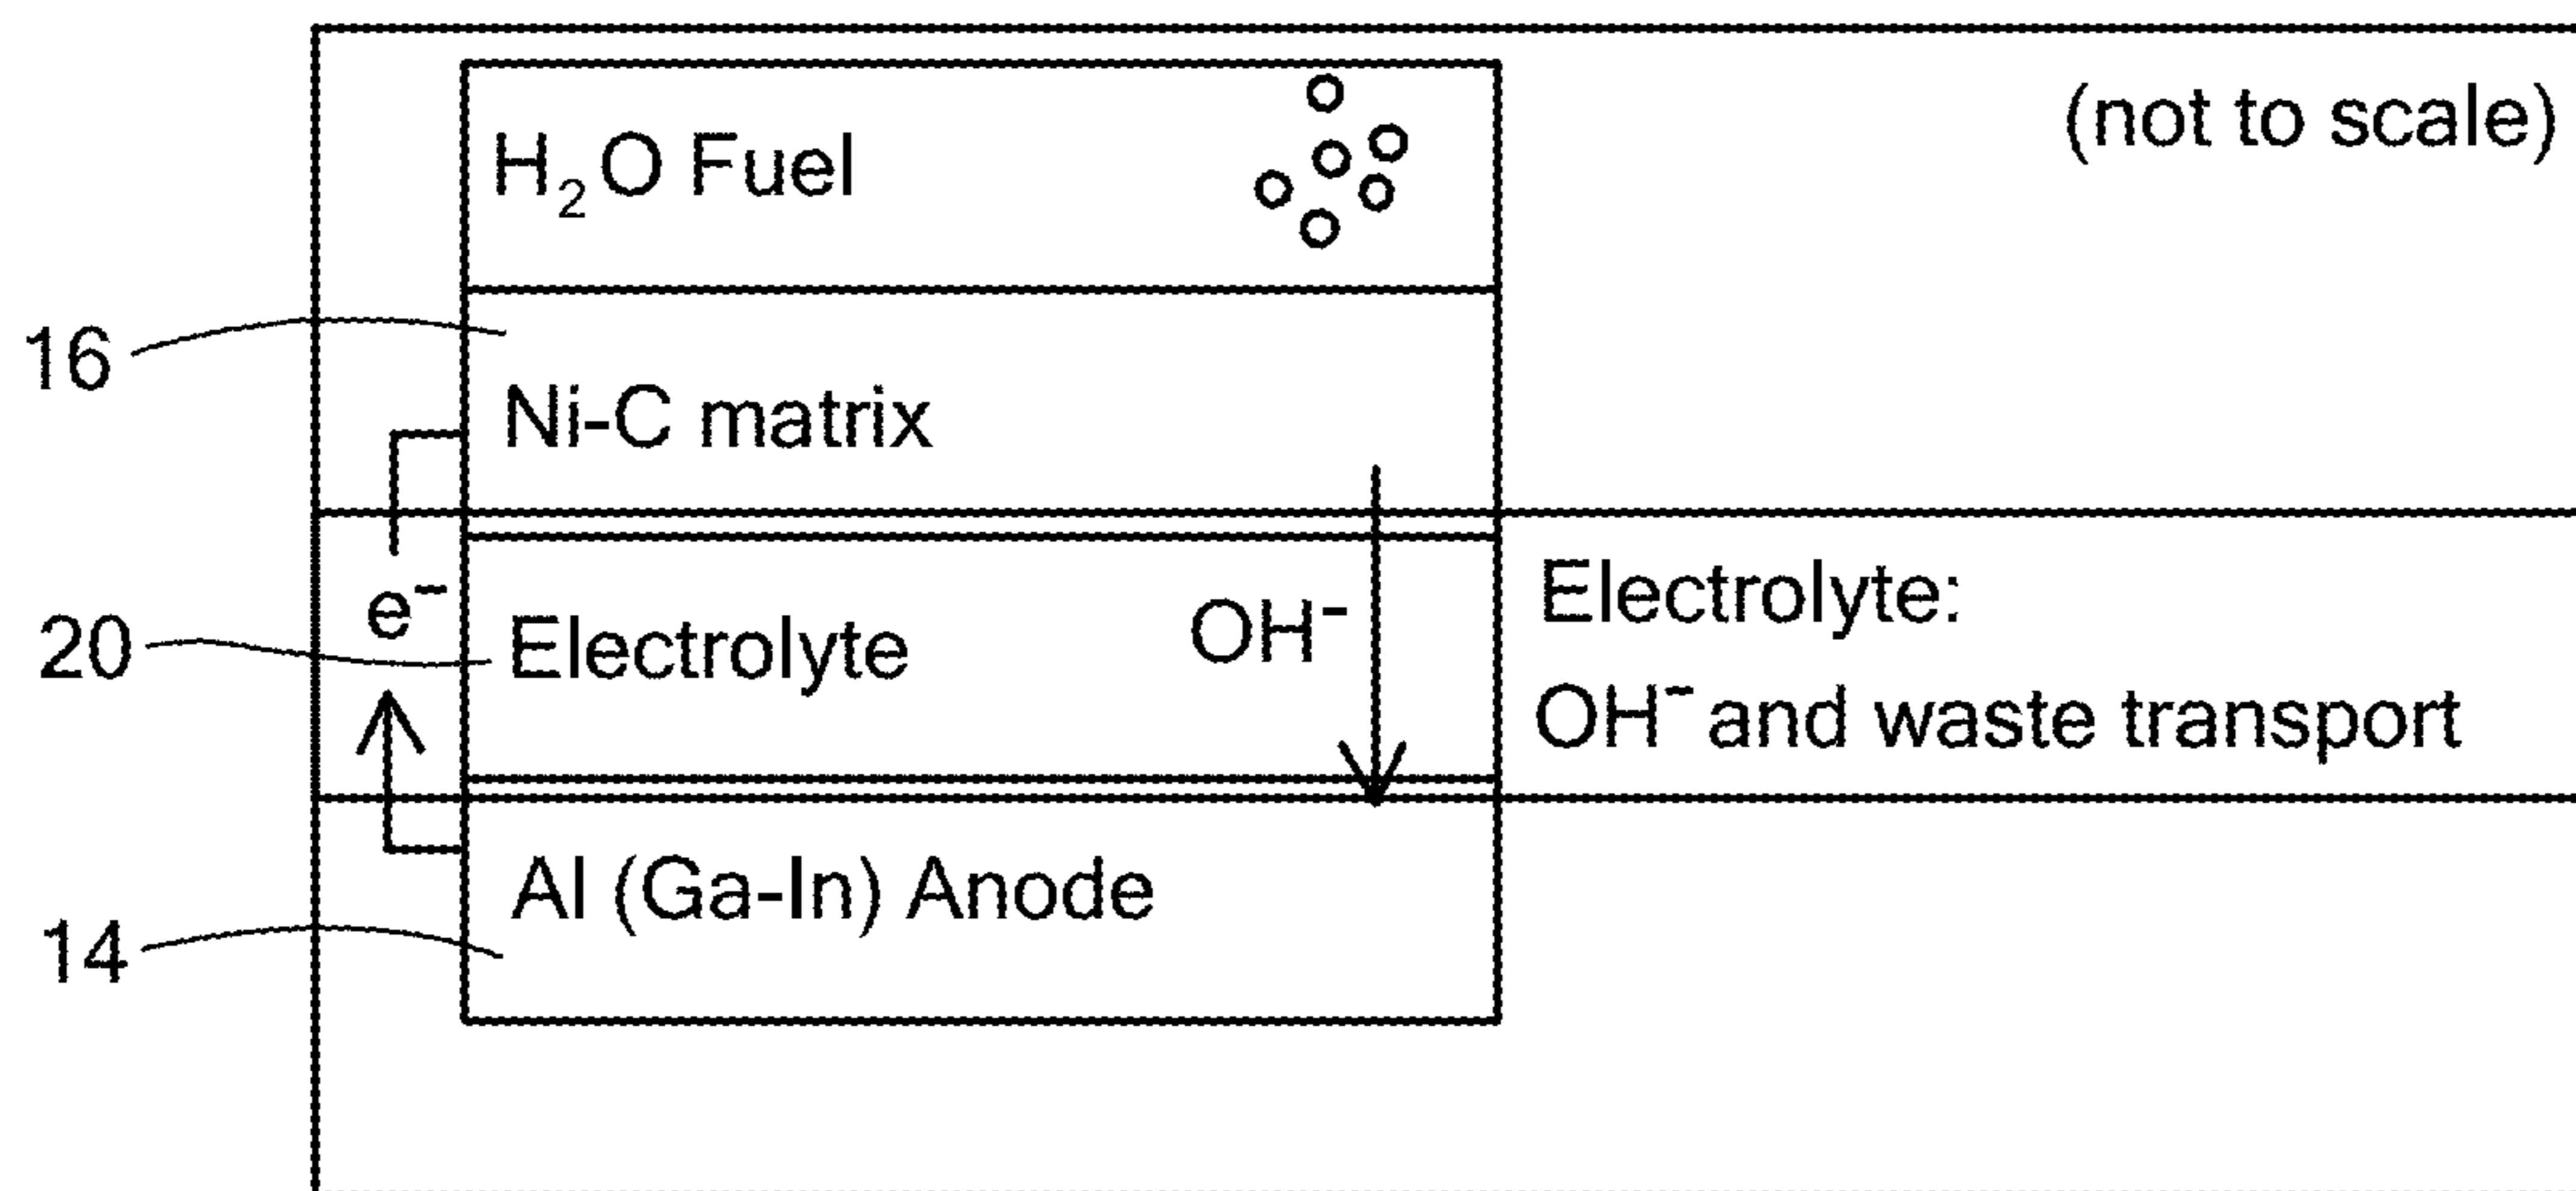 (not to scale)
H₂O Fuel
16
Ni-C matrix
e⁻
20
Electrolyte
OH⁻
Electrolyte:
OH⁻ and waste transport
Al (Ga-In) Anode
14